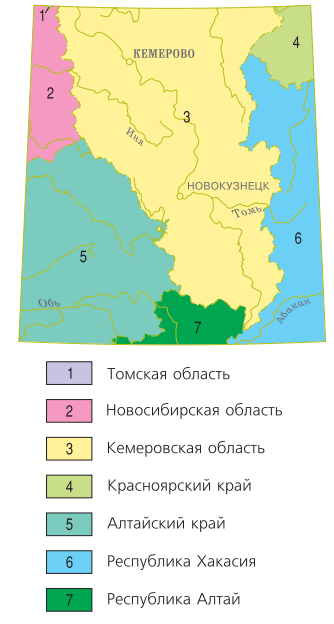 1
КЕМЕРОВО
4
2
3
Иня
НОВОКУЗНЕЦК
Томь
6
5
Обь
Абакан
7
1 Томская область
2 Новосибирская область
3 Кемеровская область
4 Красноярский край
5 Алтайский край
6 Республика Хакасия
7 Республика Алтай